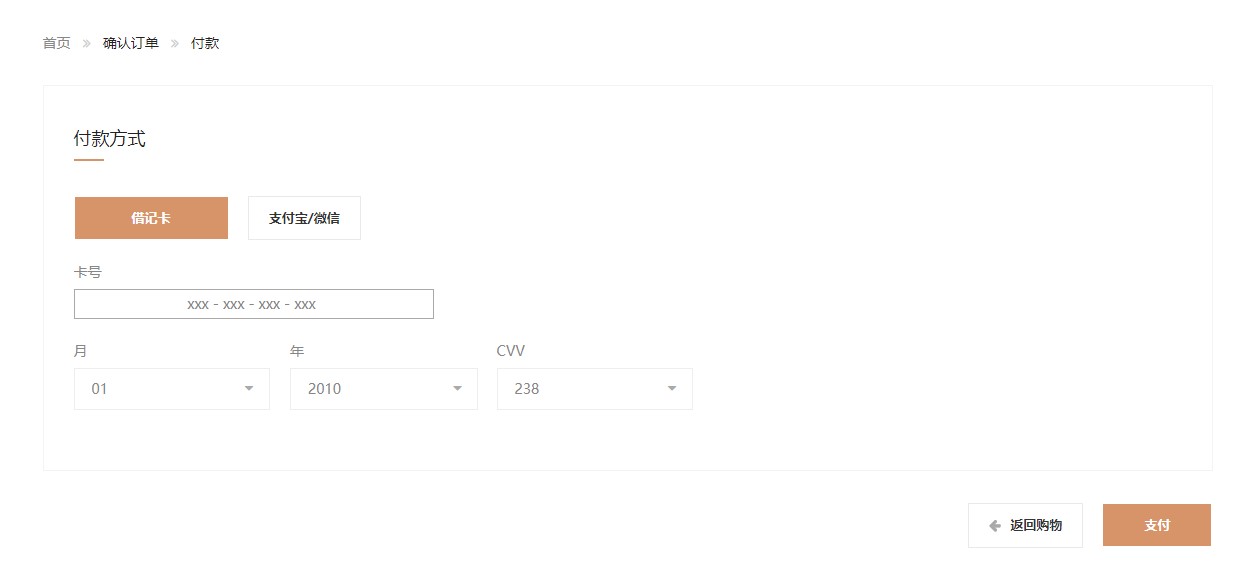 首页 » 确认订单 » 付款
付款方式
借记卡 支付宝/微信
卡号
xxx - xxx - xxx - xxx
月 年 CVV
01 2010 238
返回购物 支付